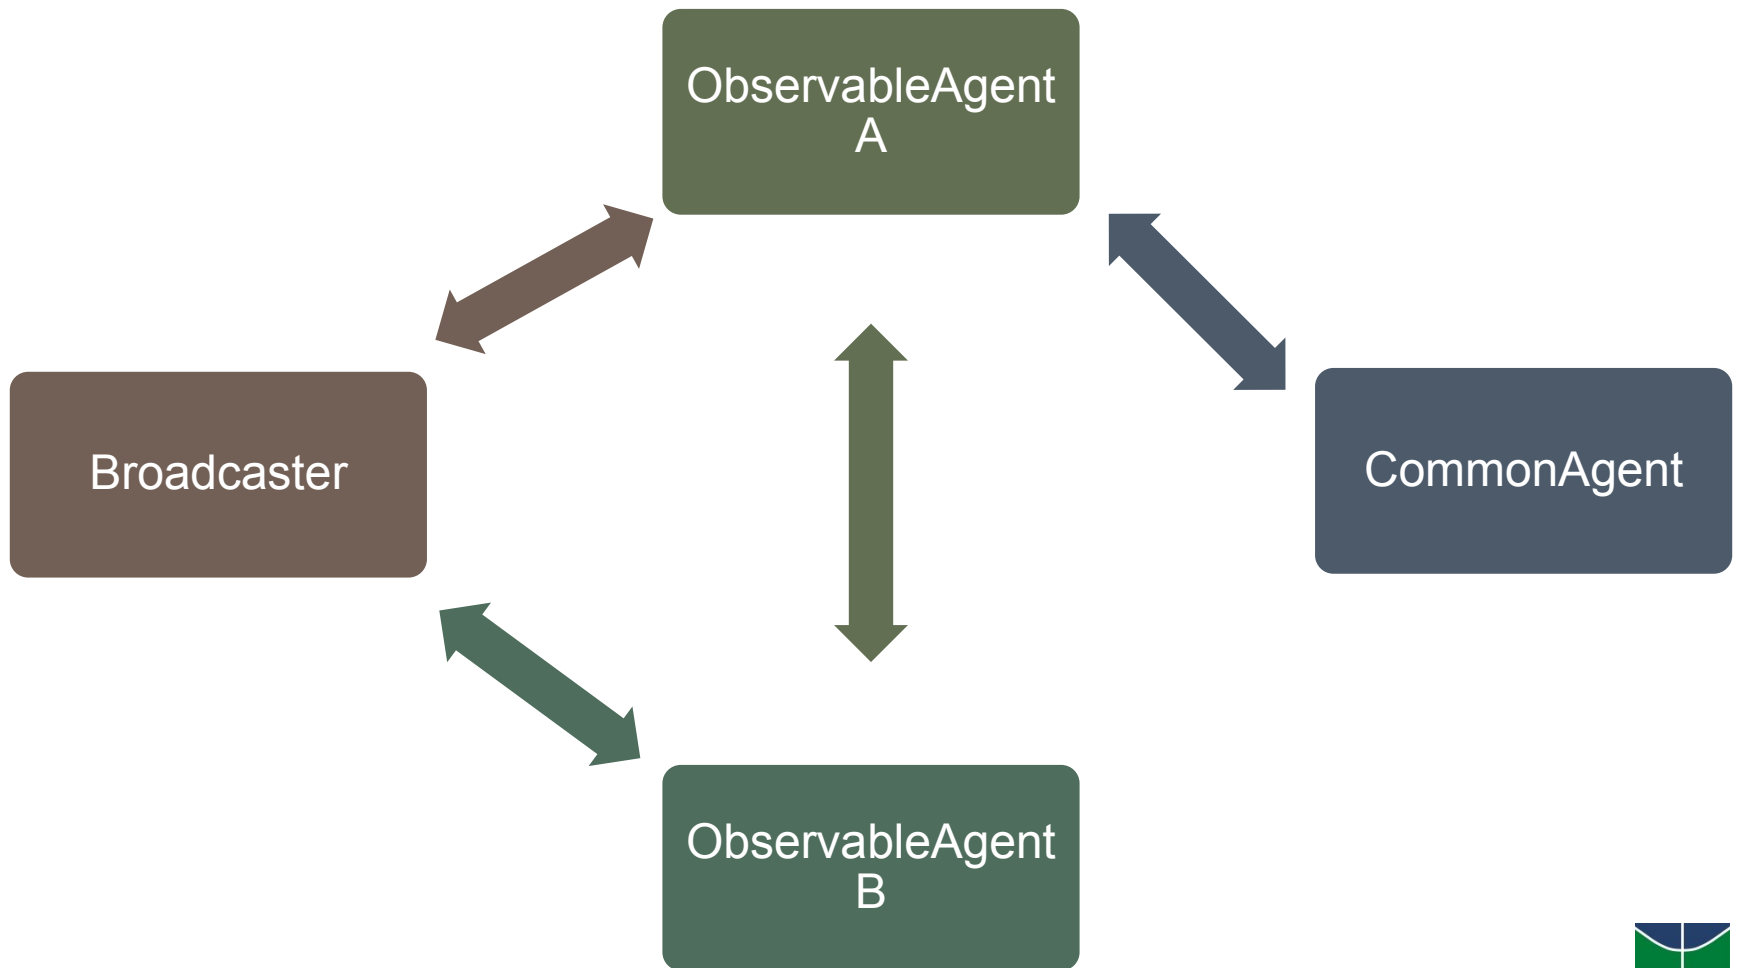 ObservableAgent
A
Broadcaster
CommonAgent
ObservableAgent
B